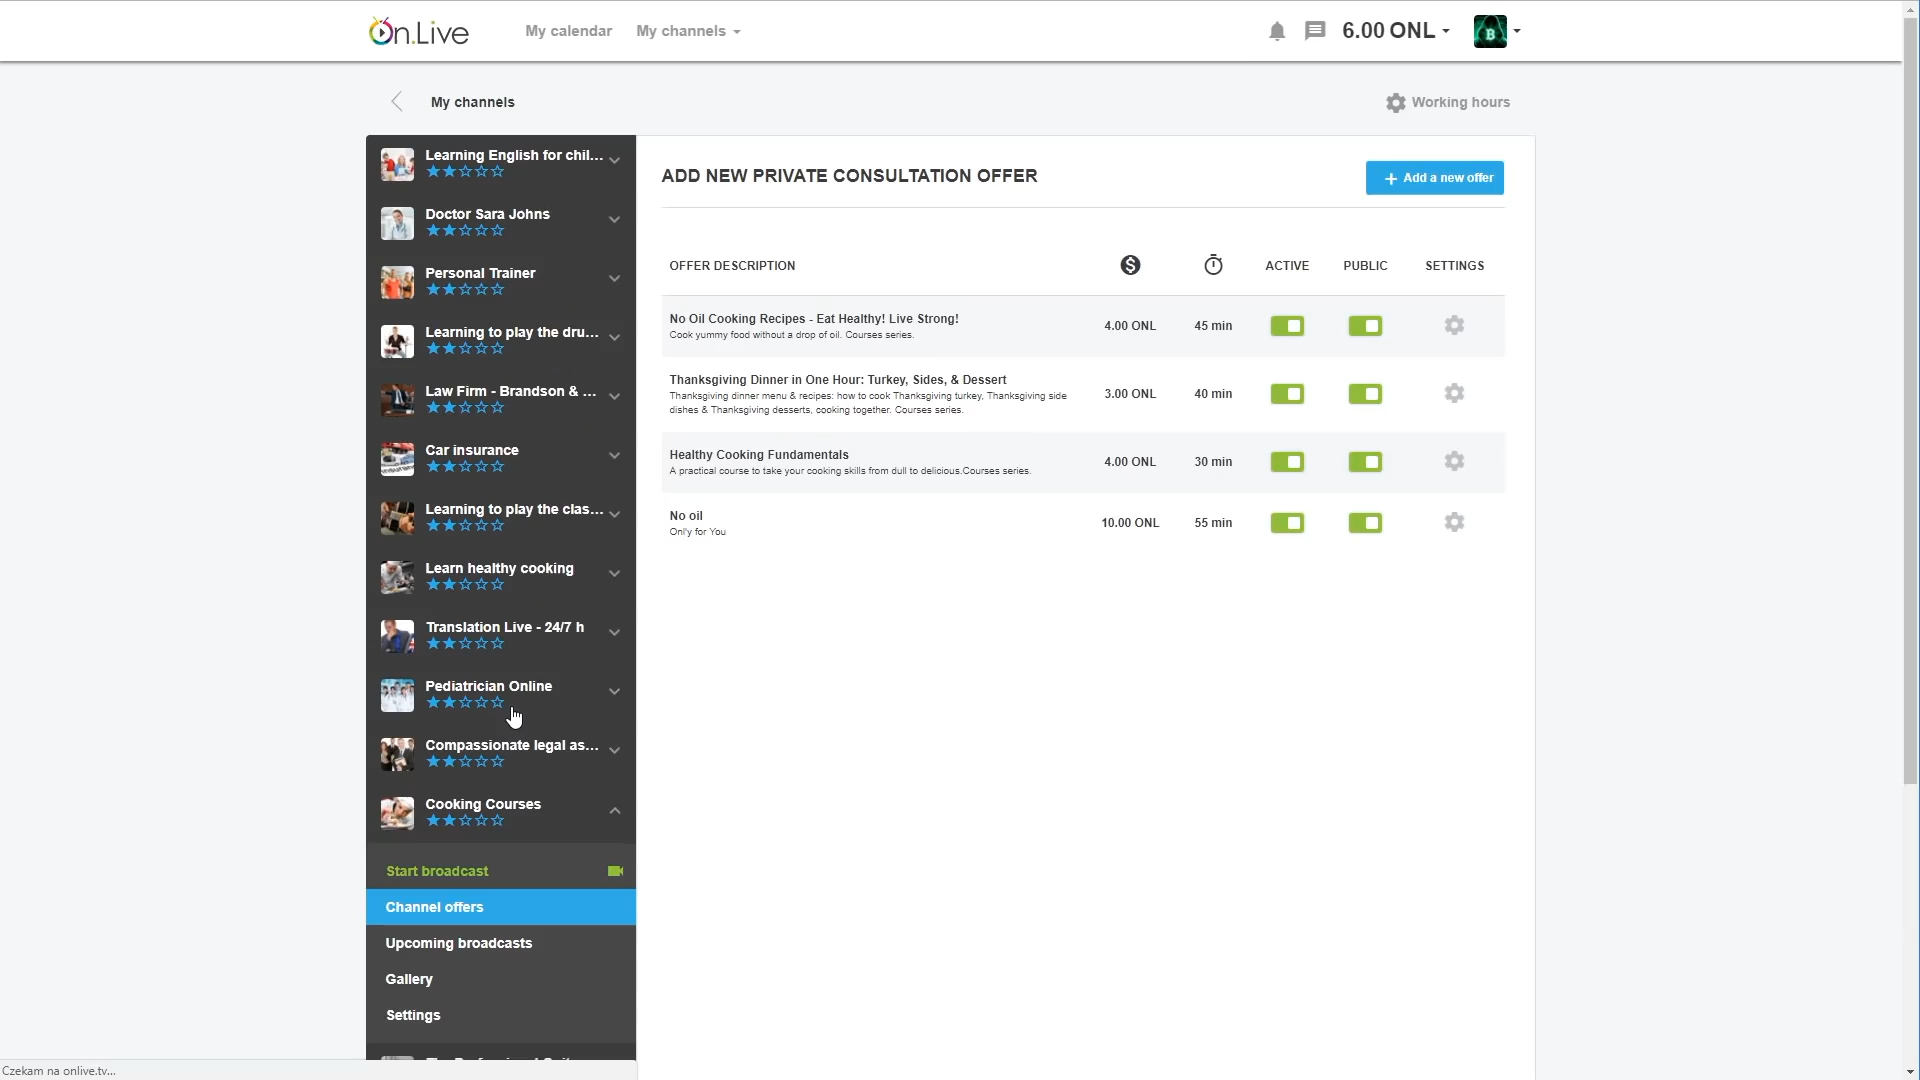 On.Live
My calendar
My channels
6.00 ONL
My channels
Working hours
Learning English for chil...
Doctor Sara Johns
Personal Trainer
Learning to play the dru...
Law Firm - Brandson & ...
Car insurance
Learning to play the clas...
Learn healthy cooking
Translation Live - 24/7 h
Pediatrician Online
Compassionate legal as...
Cooking Courses
Start broadcast
Channel offers
Upcoming broadcasts
Gallery
Settings
ADD NEW PRIVATE CONSULTATION OFFER
+ Add a new offer
OFFER DESCRIPTION
ACTIVE
PUBLIC
SETTINGS
No Oil Cooking Recipes - Eat Healthy! Live Strong!
Cook yummy food without a drop of oil. Courses series.
4.00 ONL
45 min
Thanksgiving Dinner in One Hour: Turkey, Sides, & Dessert
Thanksgiving dinner menu & recipes: how to cook Thanksgiving turkey, Thanksgiving side
dishes & Thanksgiving desserts, cooking together. Courses series.
3.00 ONL
40 min
Healthy Cooking Fundamentals
A practical course to take your cooking skills from dull to delicious.Courses series.
4.00 ONL
30 min
No oil
Onl'y for You
10.00 ONL
55 min
Czekam na onlive.tv...